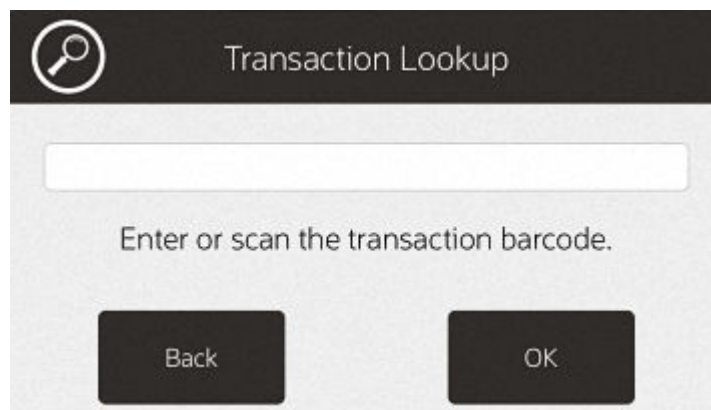 Transaction Lookup
Enter or scan the transaction barcode.
Back
OK